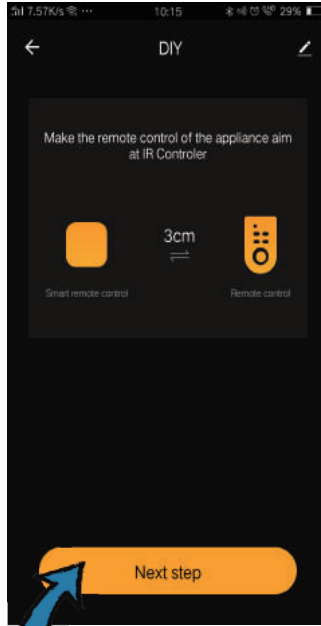 7.57K/s ... 10:15 29%
DIY
Make the remote control of the appliance aim
at IR Controler
3cm
Smart remote control Remote control
Next step